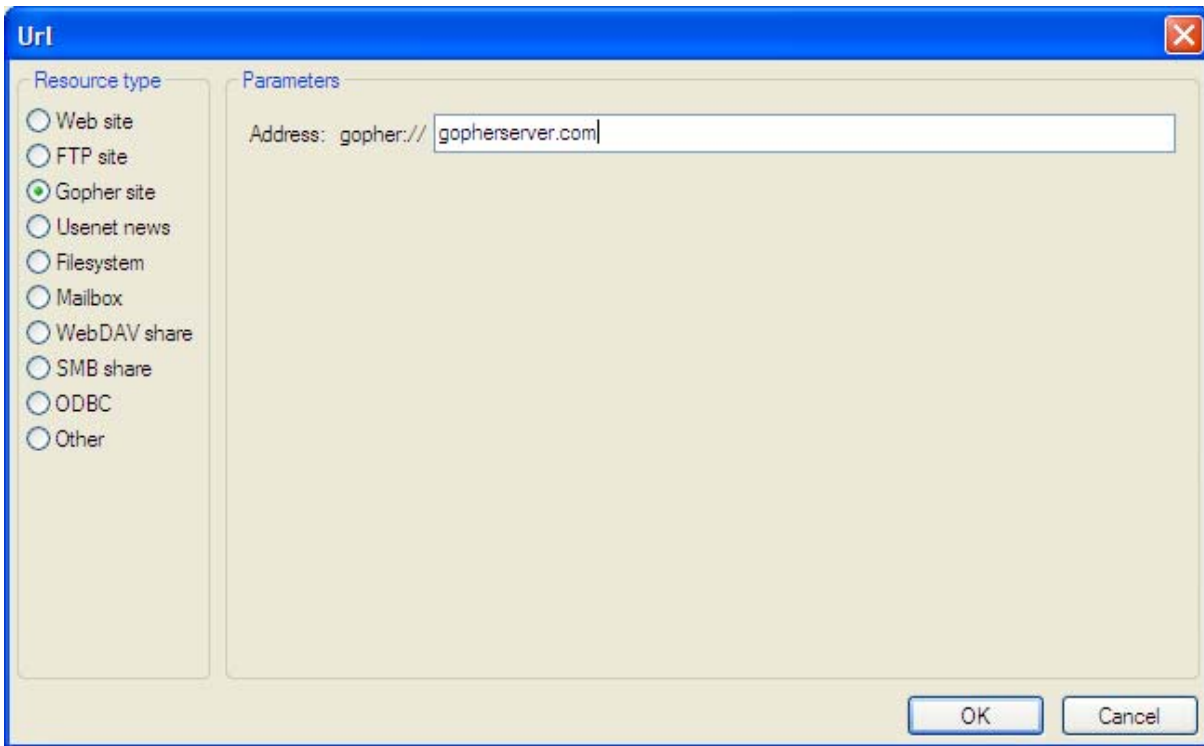 Url
Resource type
Web site
FTP site
Gopher site
Usenet news
Filesystem
Mailbox
WebDAV share
SMB share
ODBC
Other
Parameters
Address: gopher:// gopherserver.com
OK
Cancel